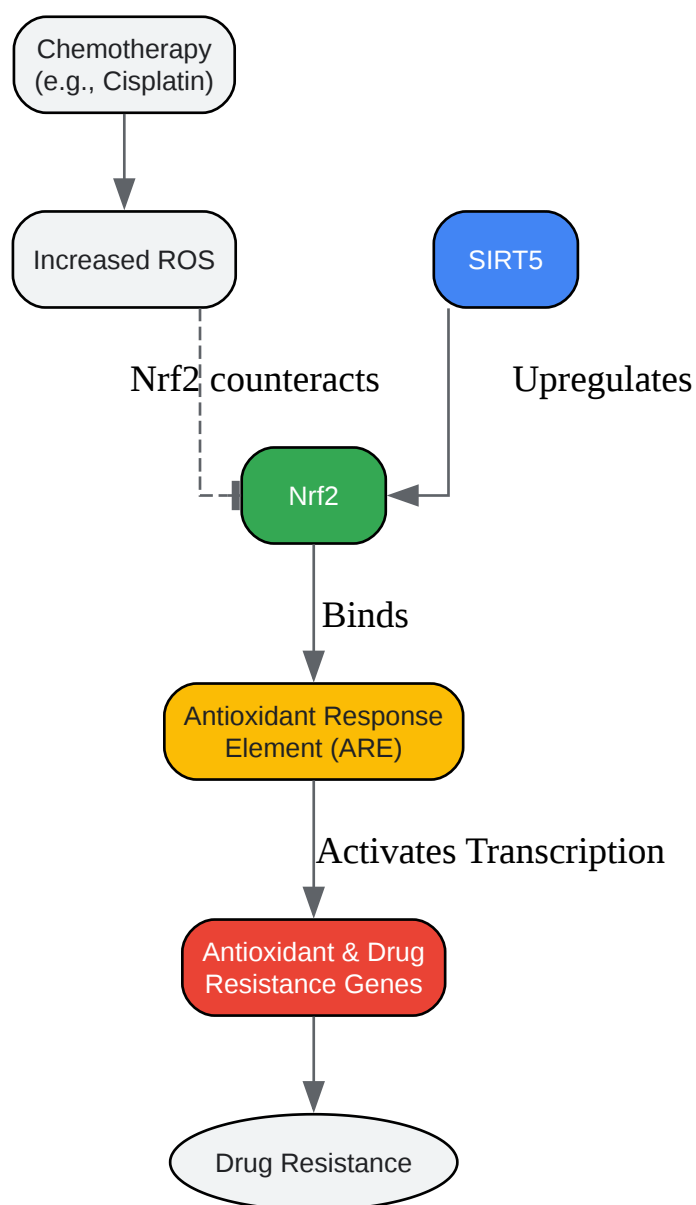 Chemotherapy
(e.g., Cisplatin)
Increased ROS
SIRT5
Nrf2 counteracts
Upregulates
Nrf2
Binds
Antioxidant Response
Element (ARE)
Activates Transcription
Antioxidant & Drug
Resistance Genes
Drug Resistance